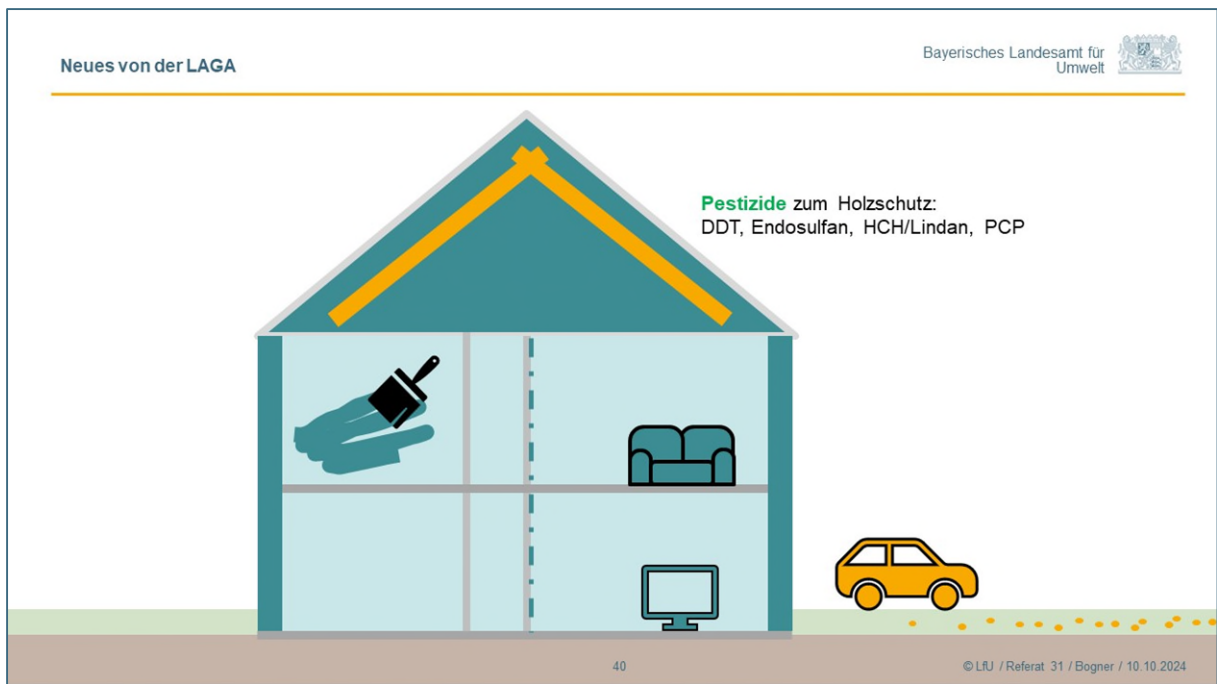 Neues von der LAGA
Bayerisches Landesamt für
Umwelt
Pestizide zum Holzschutz:
DDT, Endosulfan, HCH/Lindan, PCP
40
© LfU / Referat 31 / Bogner / 10.10.2024